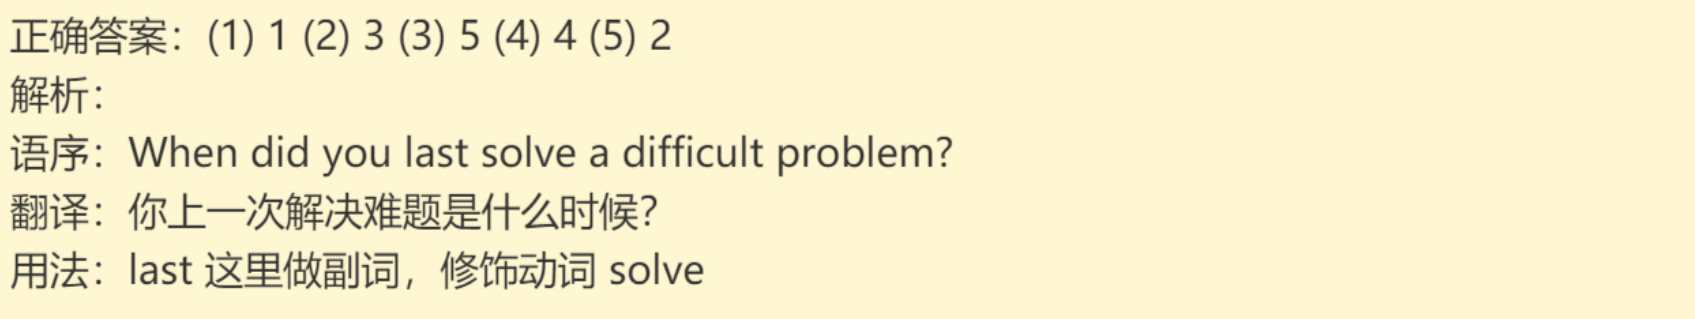 正确答案：(1) 1 (2) 3 (3) 5 (4) 4 (5) 2
解析：
语序：When did you last solve a difficult problem?
翻译：你上一次解决难题是什么时候？
用法：last 这里做副词，修饰动词 solve